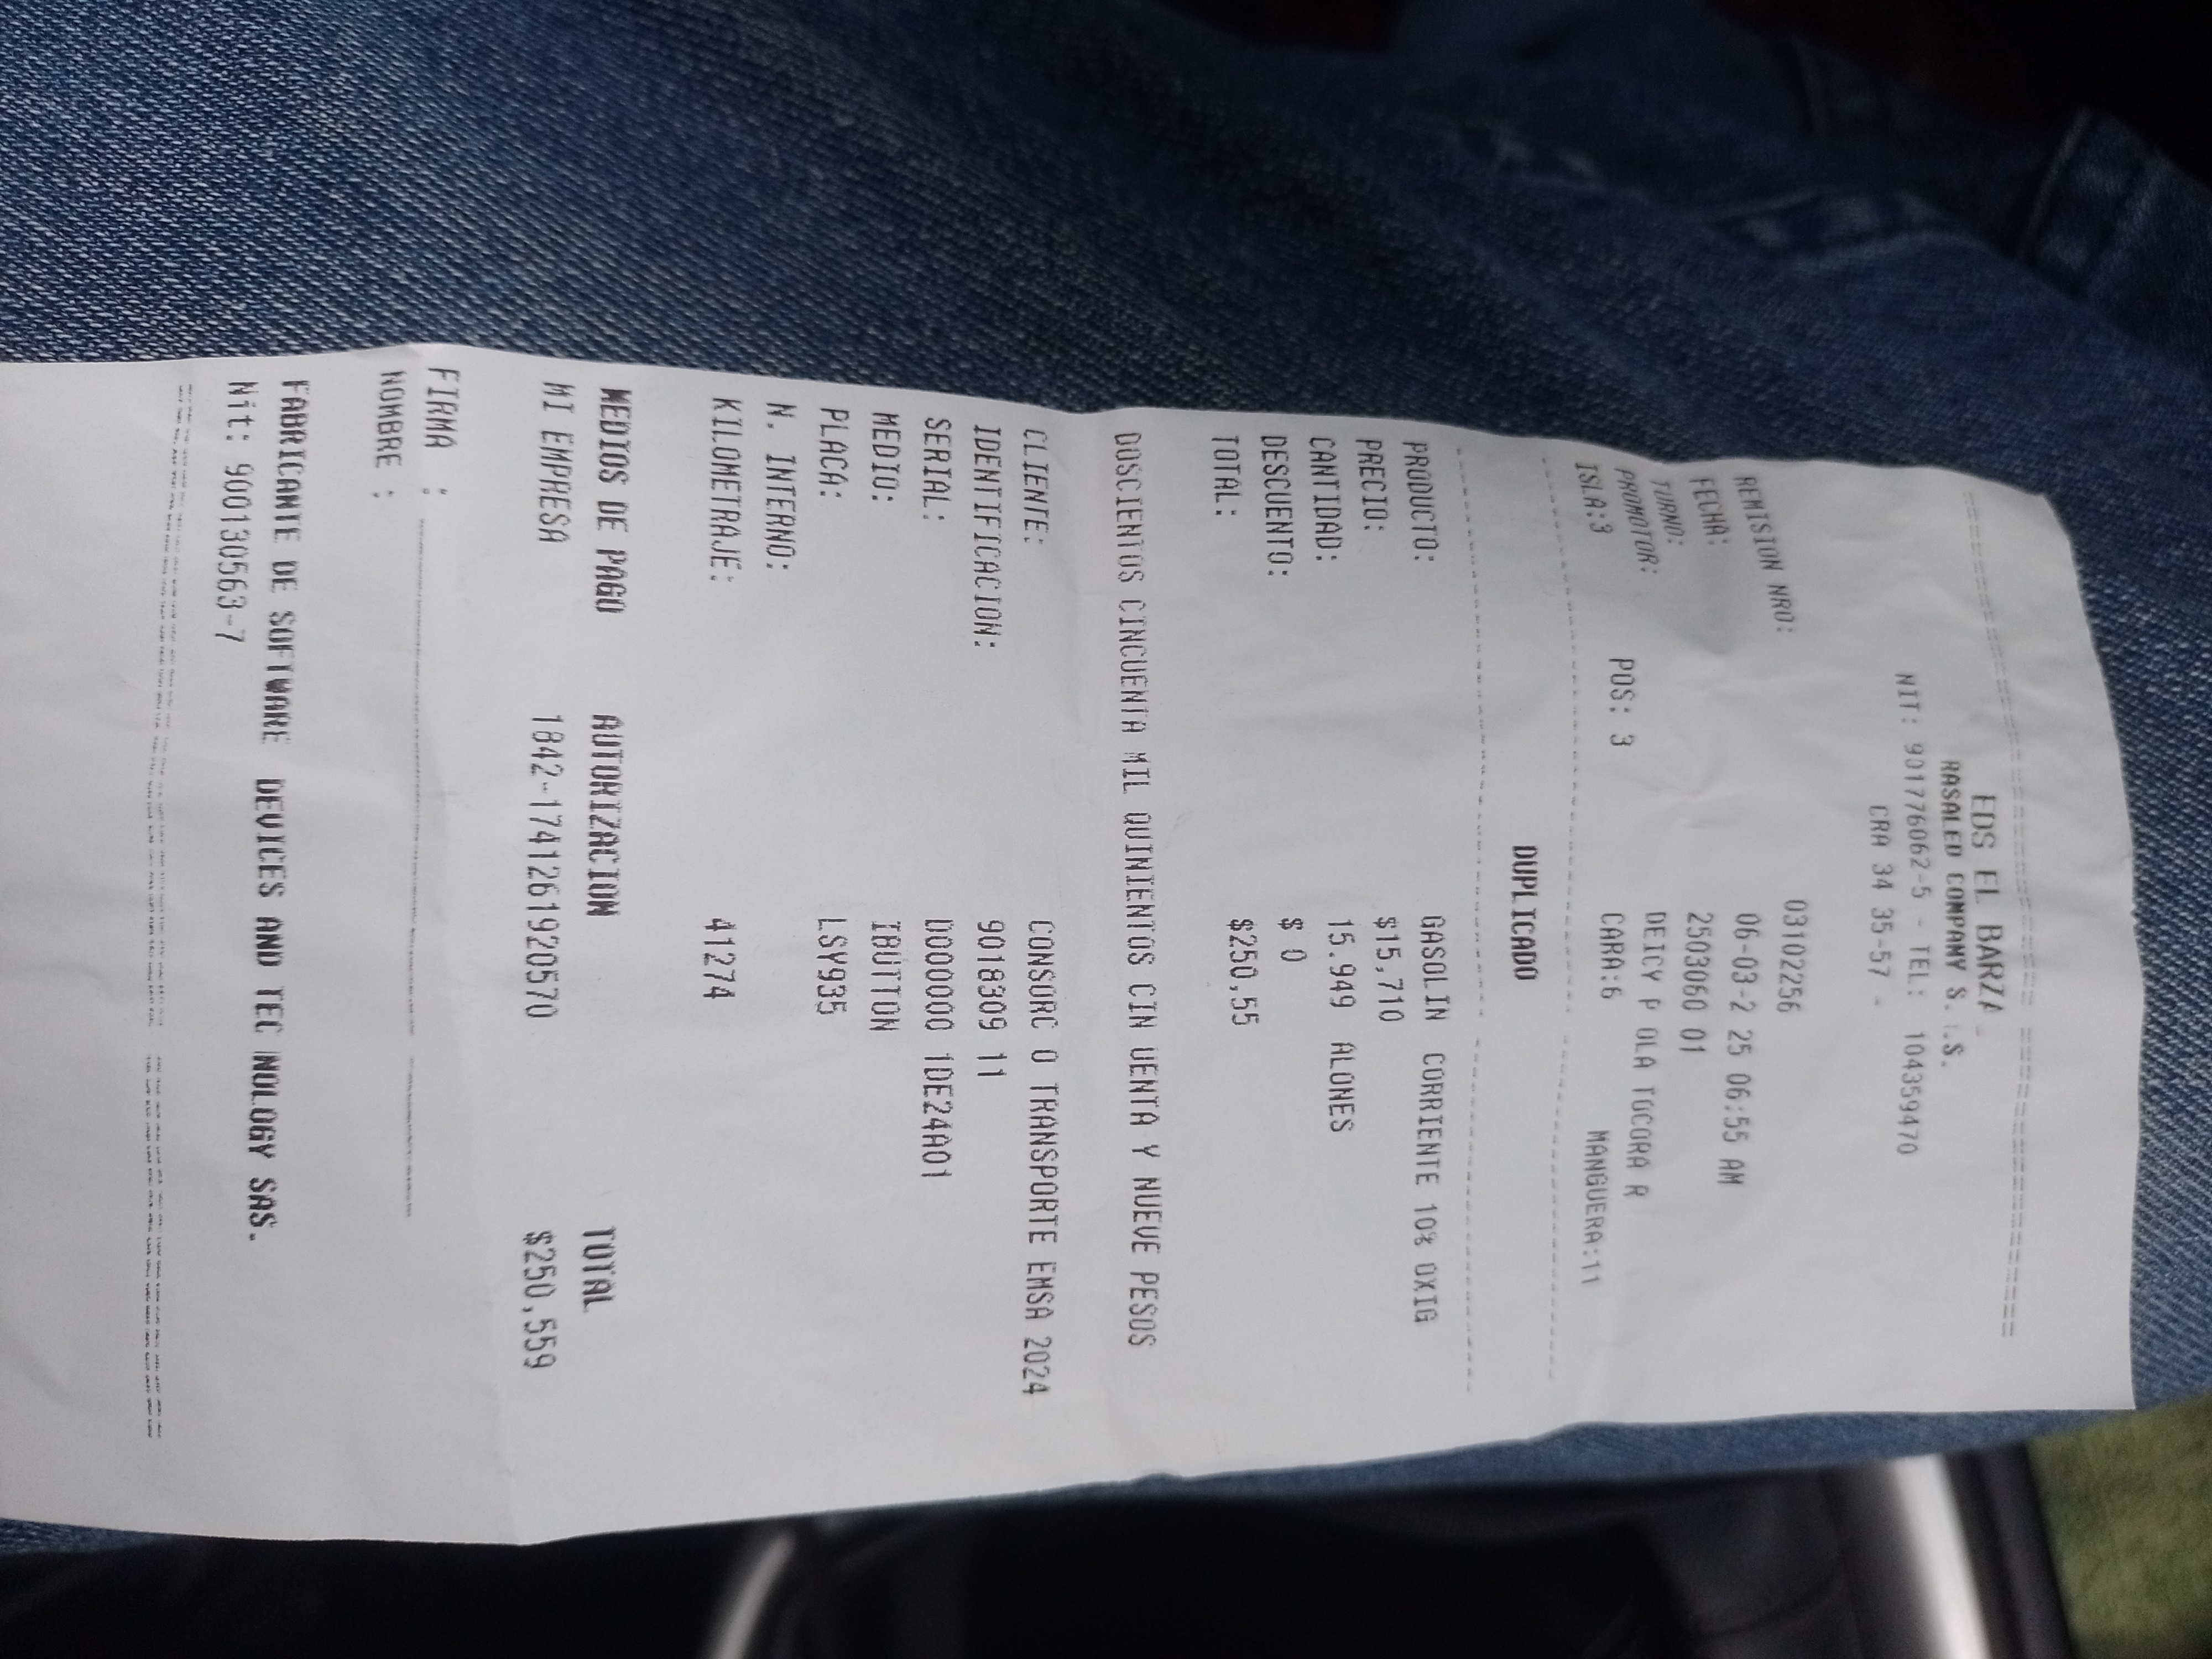 EDS EL BARZA
RASALEO COMPAMY S. .S.
NIT: 901776062-5 - TEL: 104359470
CRA 34 35-57 -
REMISION NRO: 03102256
FECHA: 06-03-2 25 06:55 AM
TURNO: 2503060 01
PROMOTOR: DEICY P OLA TOCORA R
ISLA:3 POS: 3 CARA:6 MANGUERA:11
DUPLICADO
PRODUCTO: GASOLIN CORRIENTE 10% OXIG
PRECIO: $15,710
CANTIDAD: 15.949 ALONES
DESCUENTO: $ 0
TOTAL: $250,55
DOSCIENTOS CINCUENTA MIL QUINIENTOS CIN UENTA Y NUEVE PESOS
CLIENTE: CONSORC O TRANSPORTE EMSA 2024
IDENTIFICACION: 9018309 11
SERIAL: D000000 1DE24A01
MEDIO: IBUTTON
PLACA: LSY935
N. INTERNO:
KILOMETRAJE: 41274
MEDIOS DE PAGO AUTORIZACION TOTAL
MI EMPRESA 1842-1741261920570 $250,559
FIRMA :
NOMBRE :
FABRICANTE DE SOFTWARE DEVICES AND TEC NOLOGY SAS.
Nit: 900130563-7